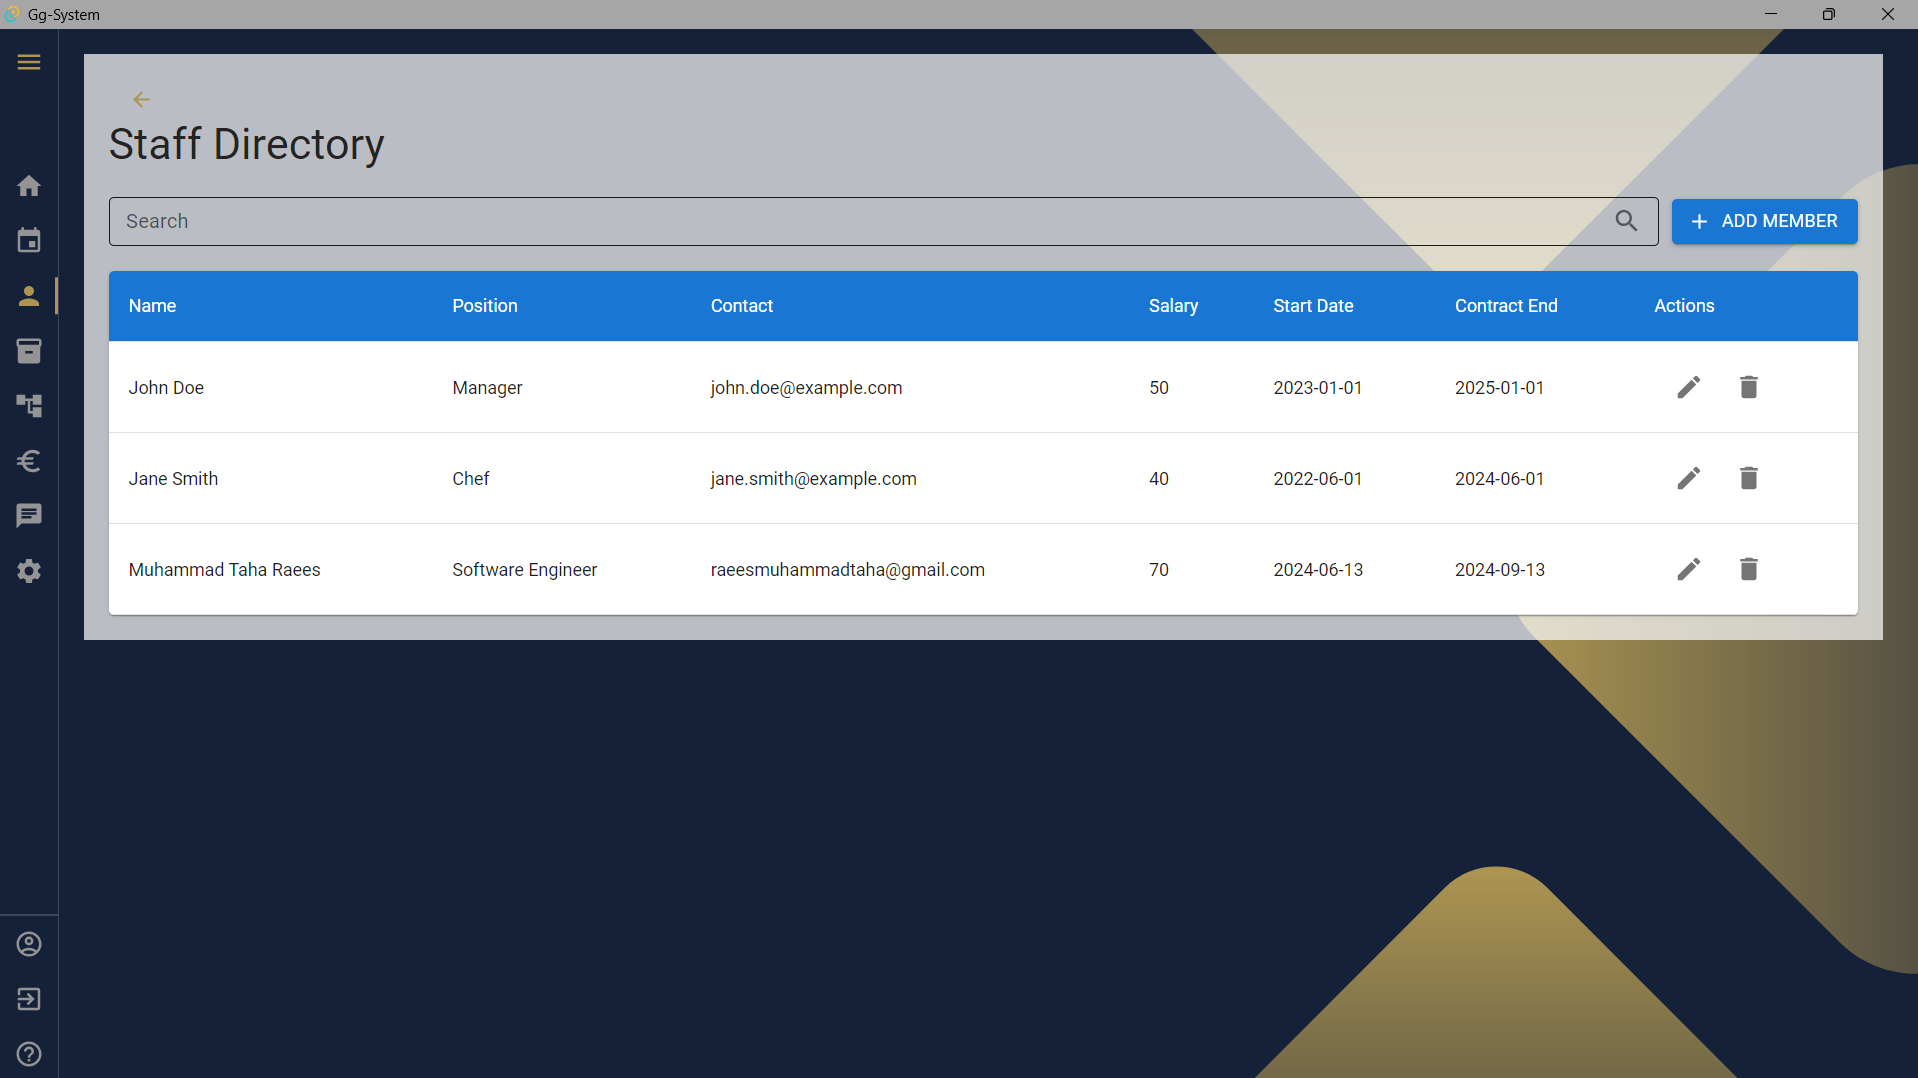 Gg-System
Staff Directory
Search
ADD MEMBER
Name Position Contact Salary Start Date Contract End Actions
John Doe Manager john.doe@example.com 50 2023-01-01 2025-01-01
Jane Smith Chef jane.smith@example.com 40 2022-06-01 2024-06-01
Muhammad Taha Raees Software Engineer raeesmuhammadtaha@gmail.com 70 2024-06-13 2024-09-13